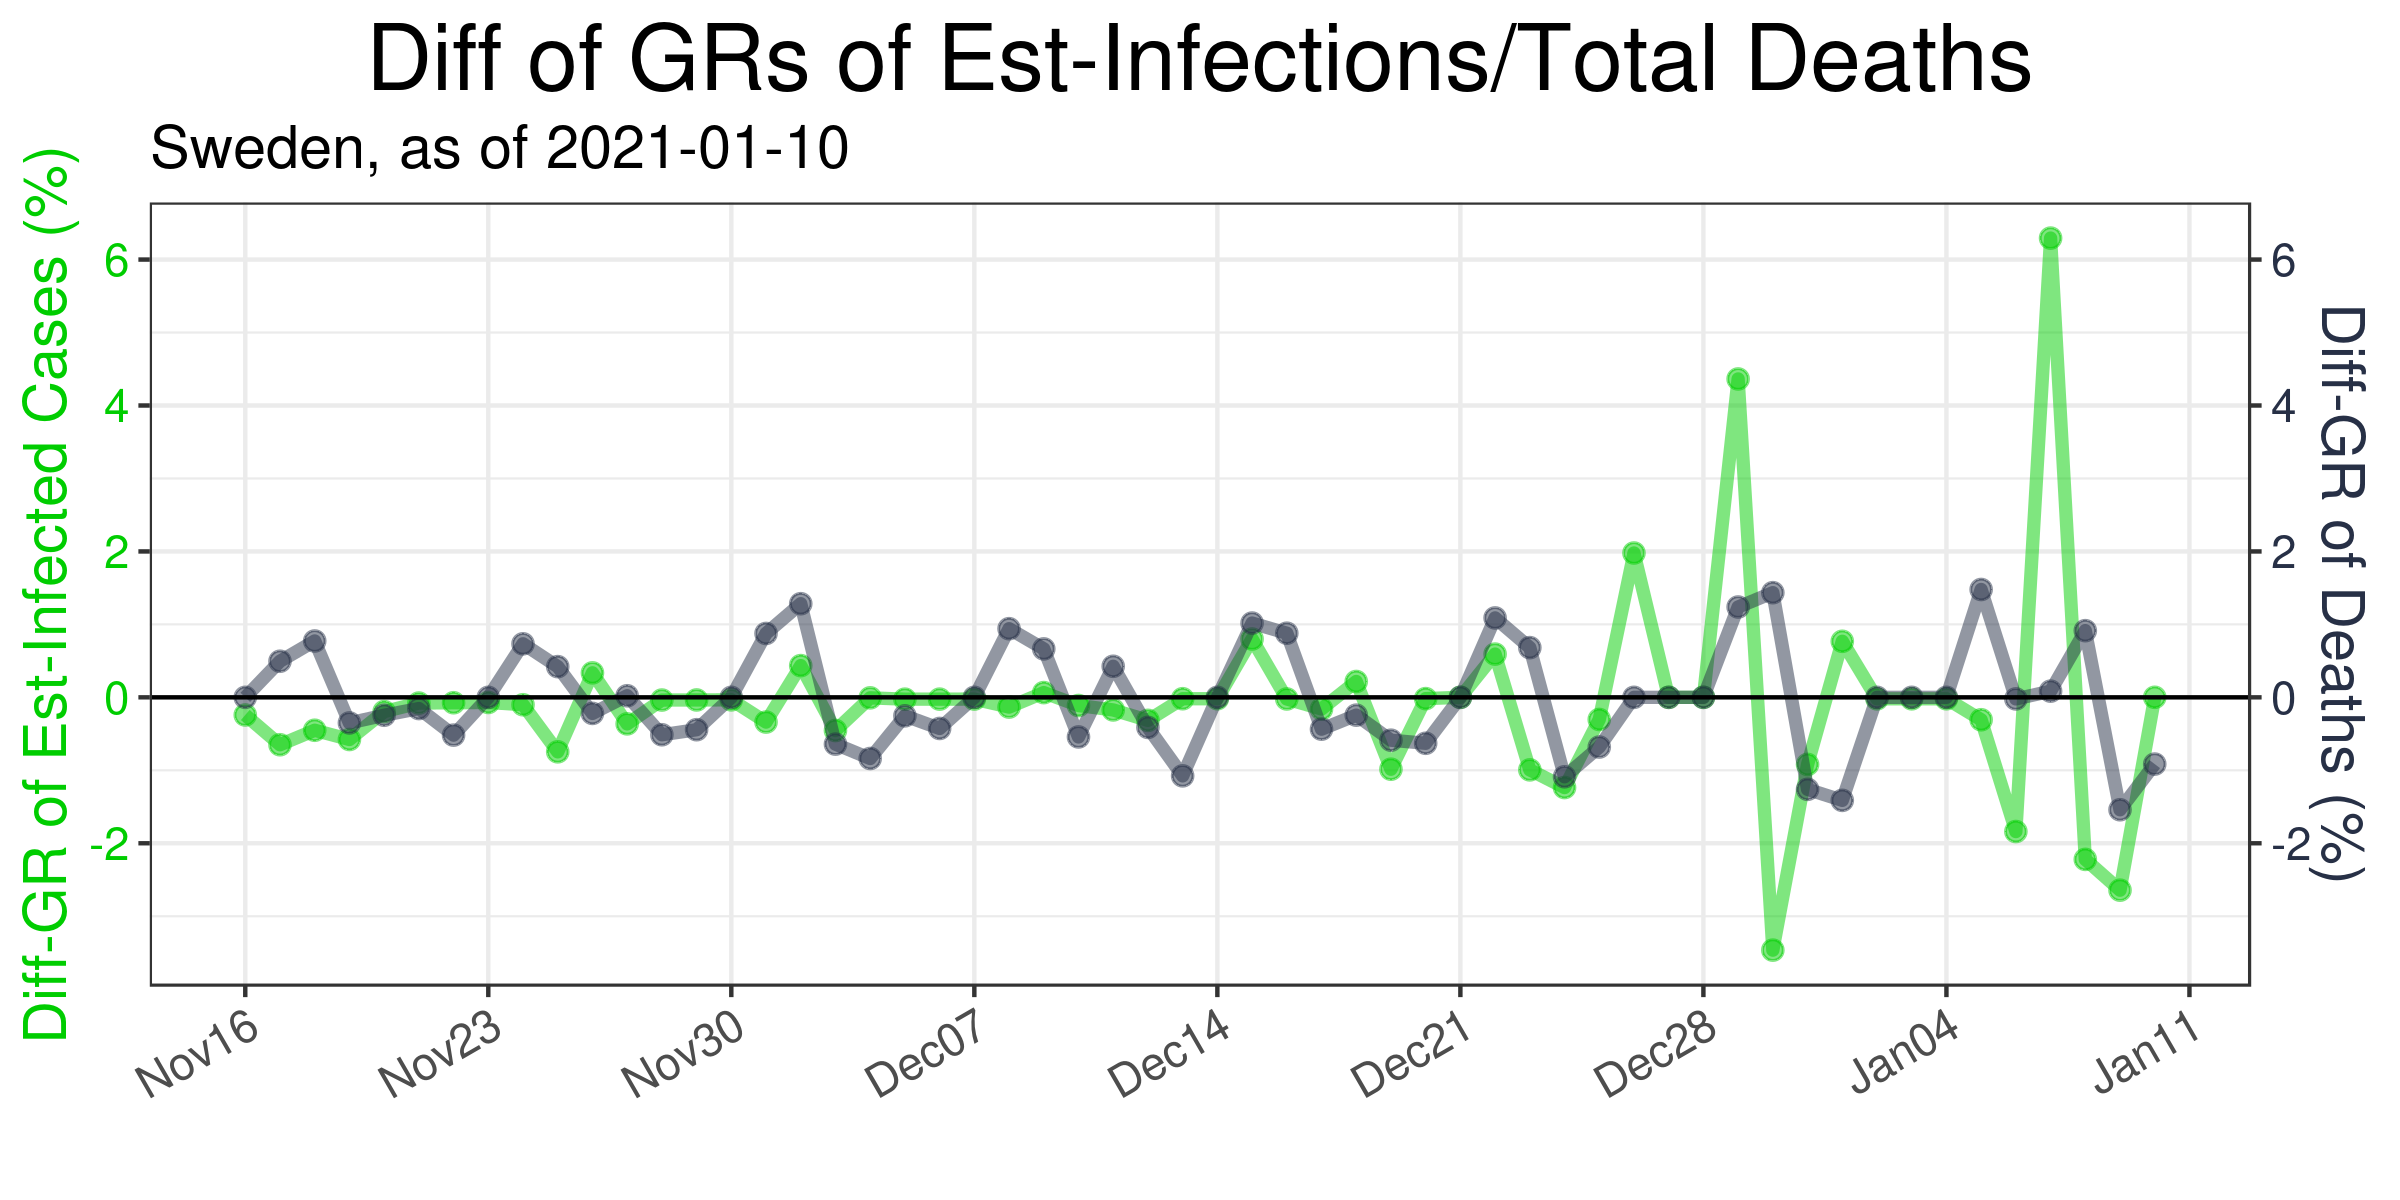 Diff of GRs of Est-Infections/Total Deaths
Sweden, as of 2021-01-10
Diff-GR of Est-Infected Cases (%)
6
4
2
0
-2
6
4
2
0
-2
Diff-GR of Deaths (%)
Nov16
Nov23
Nov30
Dec07
Dec14
Dec21
Dec28
Jan04
Jan11